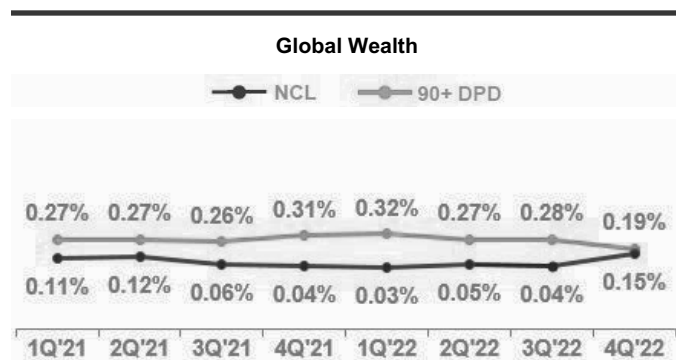 Global Wealth
NCL 90+ DPD
0.27% 0.27% 0.26% 0.31% 0.32% 0.27% 0.28% 0.19%
0.11% 0.12% 0.06% 0.04% 0.03% 0.05% 0.04% 0.15%
1Q'21 2Q'21 3Q'21 4Q'21 1Q'22 2Q'22 3Q'22 4Q'22